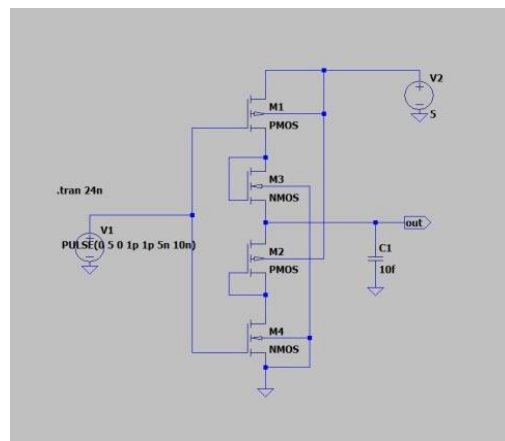 V2
5
M1
PMOS
M3
NMOS
.tran 24n
V1
PULSE(0 5 0 1p 1p 5n 10n)
out
M2
PMOS
C1
10f
M4
NMOS